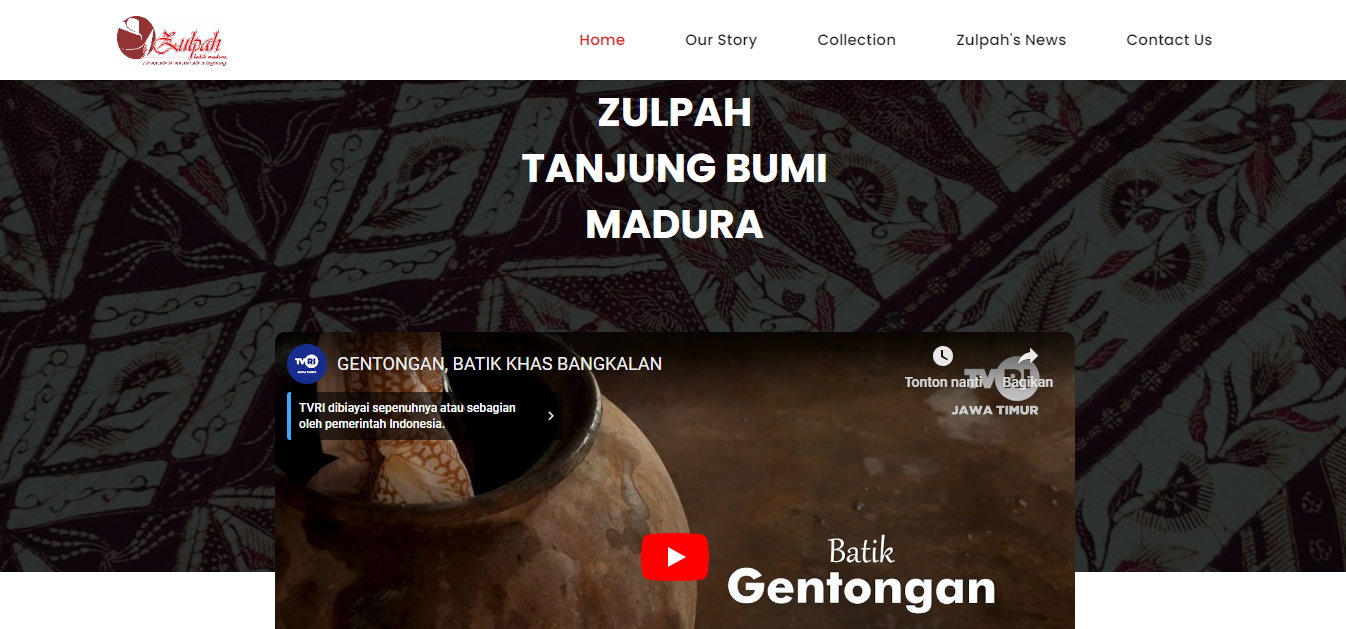 Zulpah
batik madura
Home
Our Story
Collection
Zulpah's News
Contact Us
ZULPAH
TANJUNG BUMI
MADURA
TVRI
GENTONGAN, BATIK KHAS BANGKALAN
Tonton nanti
Bagikan
TVRI
JAWA TIMUR
TVRI dibiayai sepenuhnya atau sebagian
oleh pemerintah Indonesia.
Batik
Gentongan